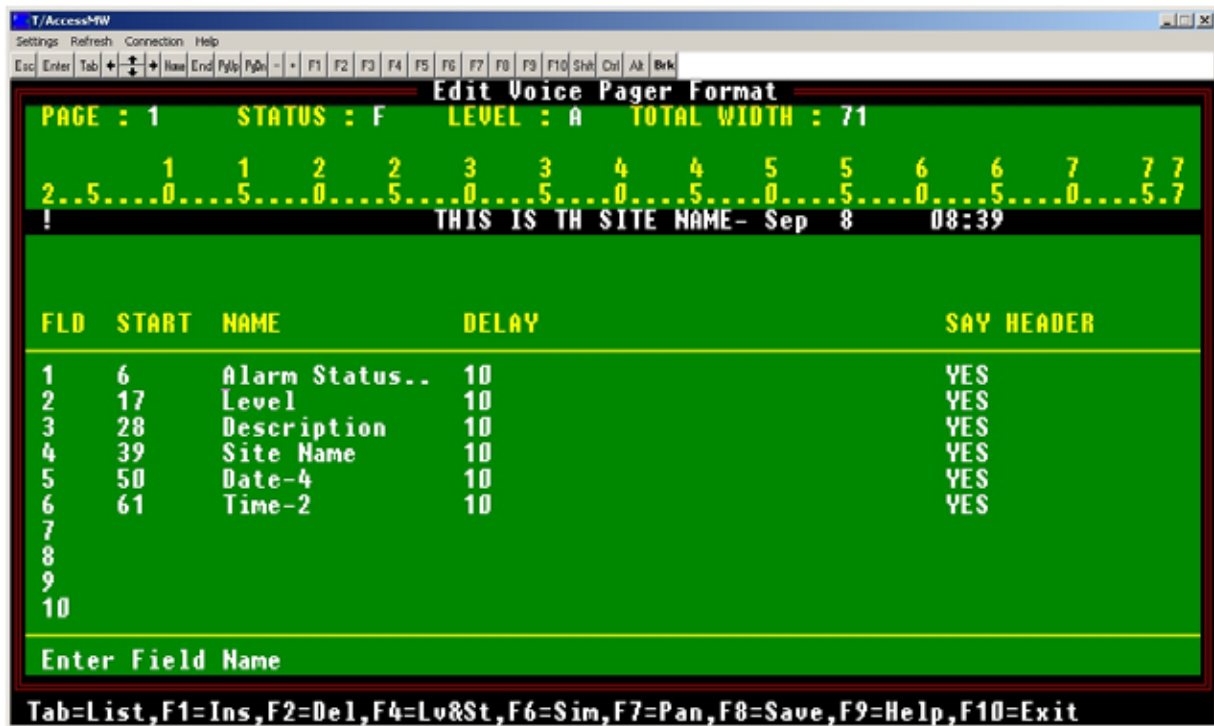 T/AccessMW
Settings Refresh Connection Help
Esc Enter Tab Home End PgUp PgDn - + F1 F2 F3 F4 F5 F6 F7 F8 F9 F10 Shft Ctrl Alt Brk
Edit Voice Pager Format
PAGE : 1 STATUS : F LEVEL : A TOTAL WIDTH : 71
1 1 2 2 3 3 4 4 5 5 6 6 7 7 7
2..5....0....5....0....5....0....5....0....5....0....5....0....5....0....5.7
! THIS IS TH SITE NAME- Sep 8 08:39
FLD START NAME DELAY SAY HEADER
1 6 Alarm Status.. 10 YES
2 17 Level 10 YES
3 28 Description 10 YES
4 39 Site Name 10 YES
5 50 Date-4 10 YES
6 61 Time-2 10 YES
7
8
9
10
Enter Field Name
Tab=List,F1=Ins,F2=Del,F4=Lv&St,F6=Sim,F7=Pan,F8=Save,F9=Help,F10=Exit